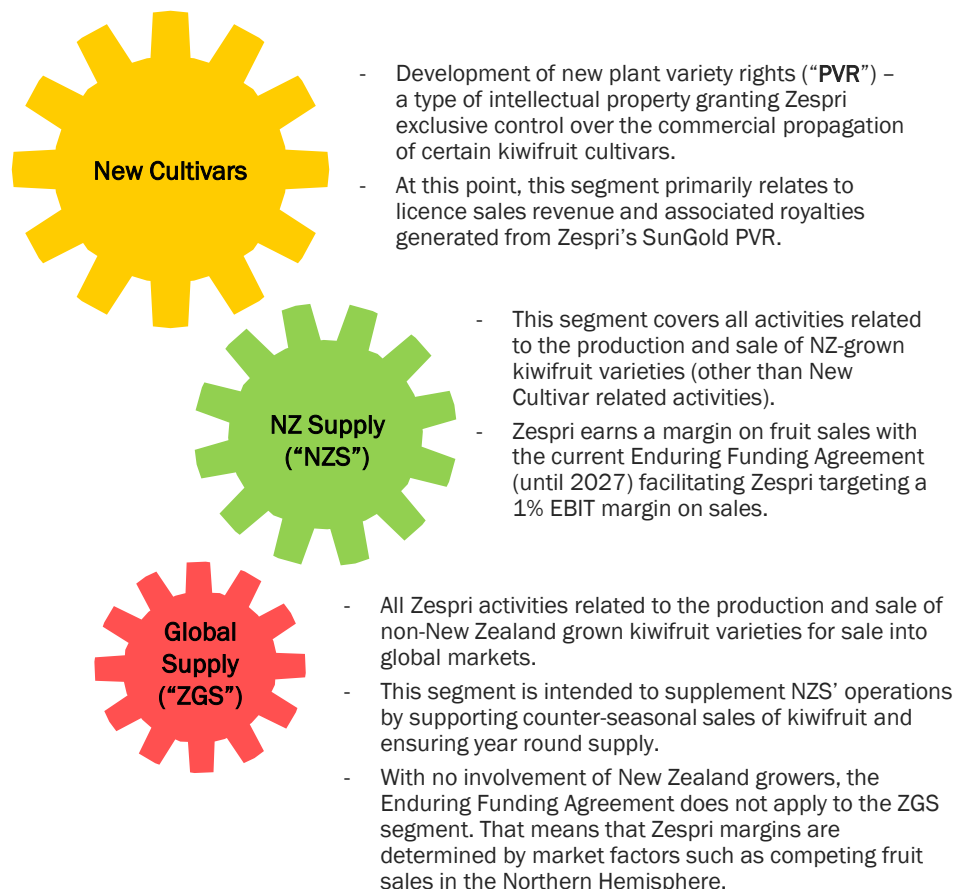 New Cultivars
- Development of new plant variety rights (“PVR”) –
a type of intellectual property granting Zespri
exclusive control over the commercial propagation
of certain kiwifruit cultivars.
- At this point, this segment primarily relates to
licence sales revenue and associated royalties
generated from Zespri’s SunGold PVR.
NZ Supply
(“NZS”)
- This segment covers all activities related
to the production and sale of NZ-grown
kiwifruit varieties (other than New
Cultivar related activities).
- Zespri earns a margin on fruit sales with
the current Enduring Funding Agreement
(until 2027) facilitating Zespri targeting a
1% EBIT margin on sales.
Global
Supply
(“ZGS”)
- All Zespri activities related to the production and sale of
non-New Zealand grown kiwifruit varieties for sale into
global markets.
- This segment is intended to supplement NZS’ operations
by supporting counter-seasonal sales of kiwifruit and
ensuring year round supply.
- With no involvement of New Zealand growers, the
Enduring Funding Agreement does not apply to the ZGS
segment. That means that Zespri margins are
determined by market factors such as competing fruit
sales in the Northern Hemisphere.